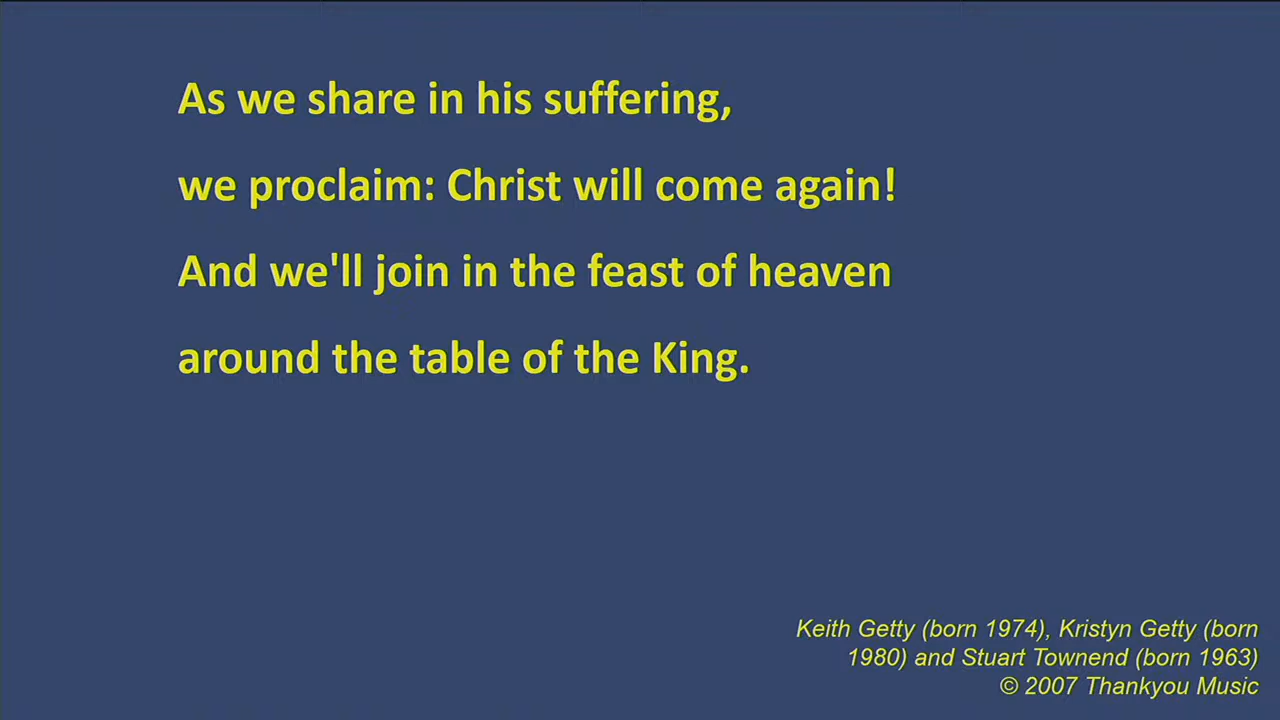 As we share in his suffering,
we proclaim: Christ will come again!
And we'll join in the feast of heaven
around the table of the King.
Keith Getty (born 1974), Kristyn Getty (born
1980) and Stuart Townend (born 1963)
© 2007 Thankyou Music